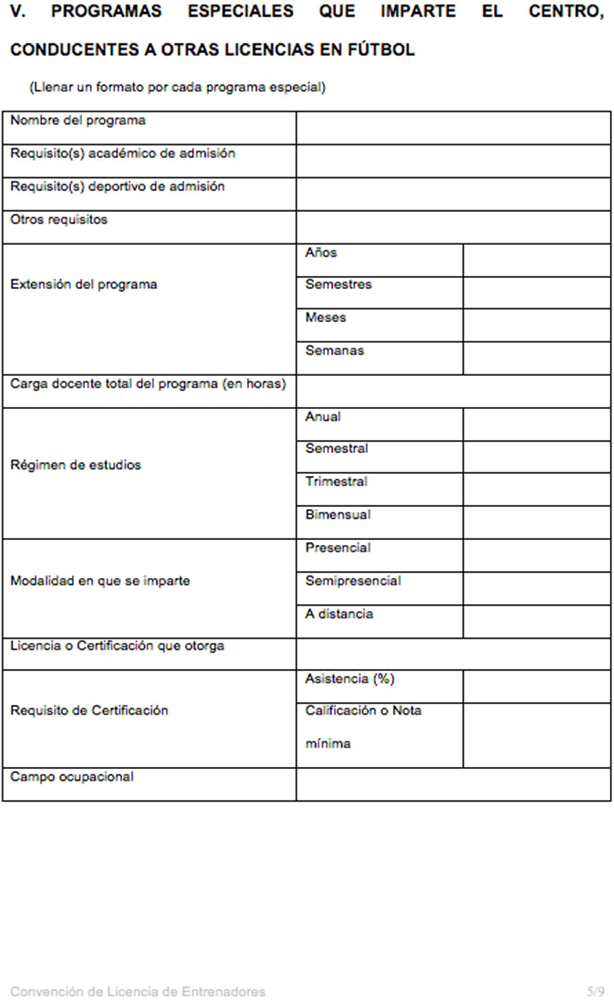 V. PROGRAMAS ESPECIALES QUE IMPARTE EL CENTRO,
CONDUCENTES A OTRAS LICENCIAS EN FÚTBOL
(Llenar un formato por cada programa especial)
Nombre del programa
Requisito(s) académico de admisión
Requisito(s) deportivo de admisión
Otros requisitos
Extensión del programa
Años
Semestres
Meses
Semanas
Carga docente total del programa (en horas)
Régimen de estudios
Anual
Semestral
Trimestral
Bimensual
Modalidad en que se imparte
Presencial
Semipresencial
A distancia
Licencia o Certificación que otorga
Requisito de Certificación
Asistencia (%)
Calificación o Nota
mínima
Campo ocupacional
Convención de Licencia de Entrenadores 5/9